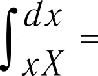 ∫ dx / xX =